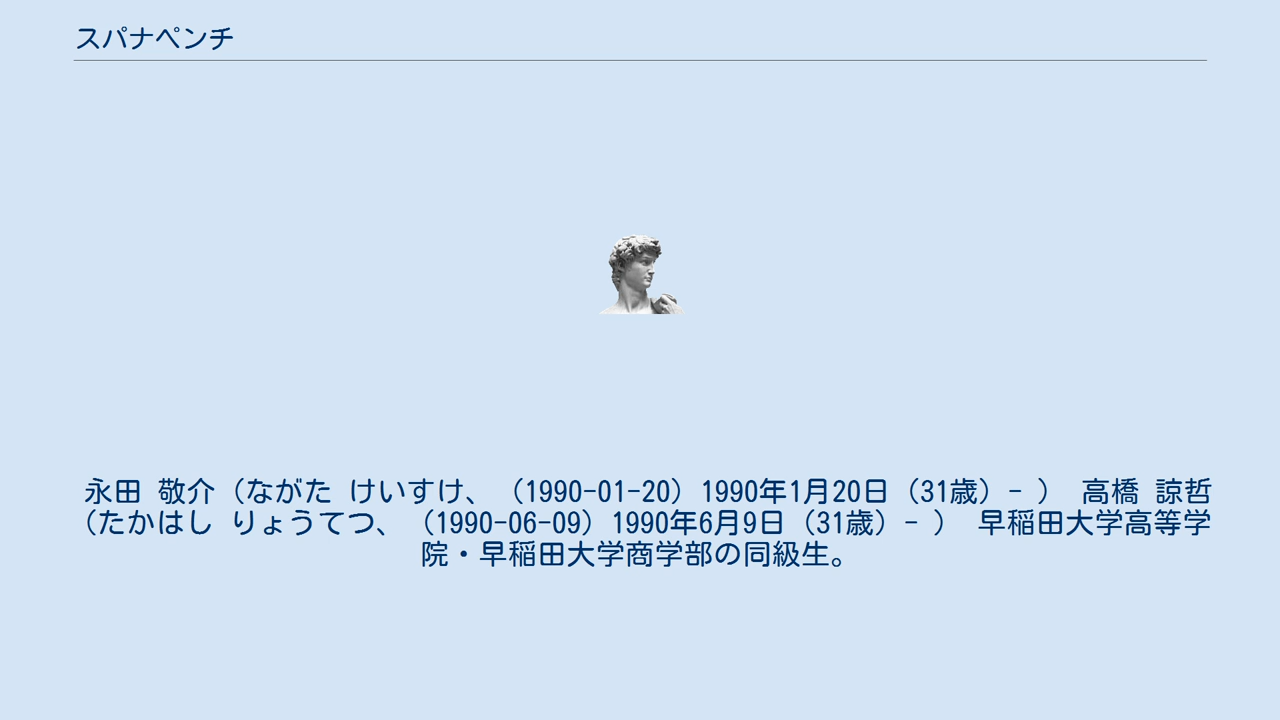 スパナペンチ
永田 敬介（ながた けいすけ、（1990-01-20）1990年1月20日（31歳）- ） 高橋 諒哲
（たかはし りょうてつ、（1990-06-09）1990年6月9日（31歳）- ） 早稲田大学高等学
院・早稲田大学商学部の同級生。